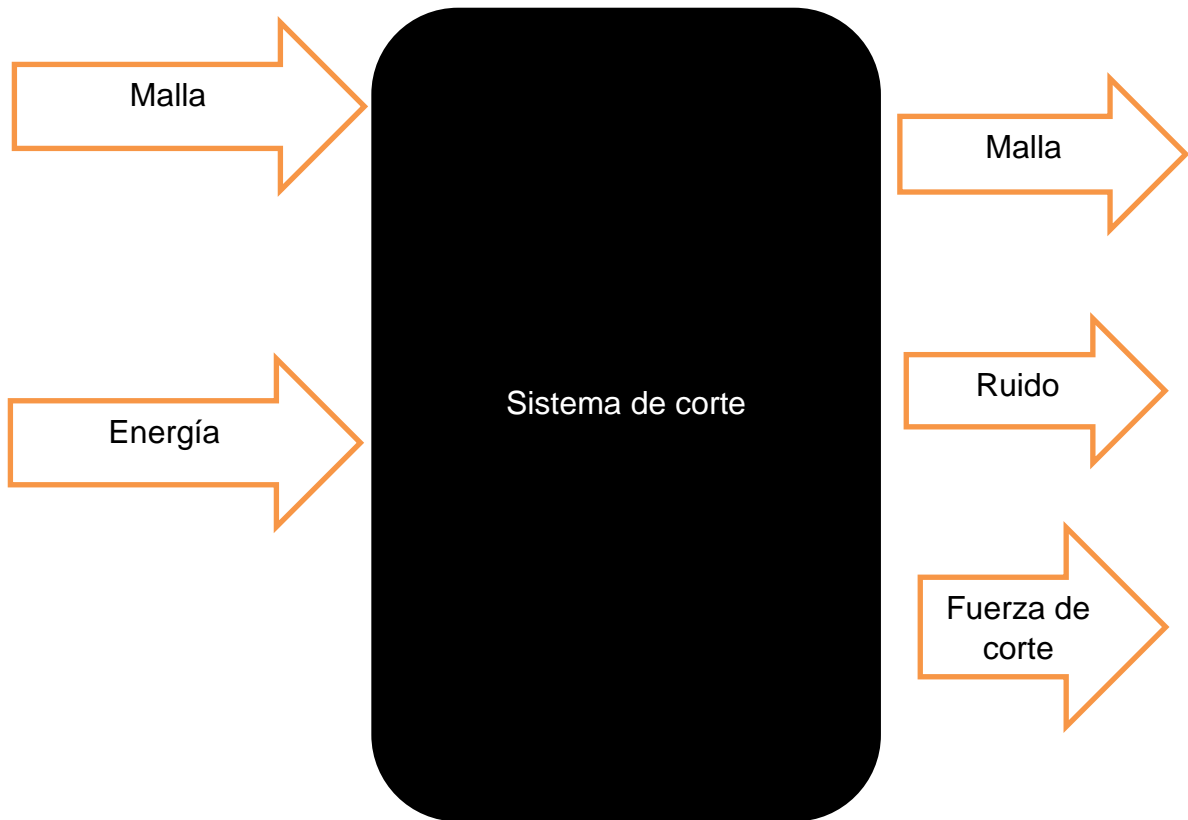 Malla
Energía
Sistema de corte
Malla
Ruido
Fuerza de
corte